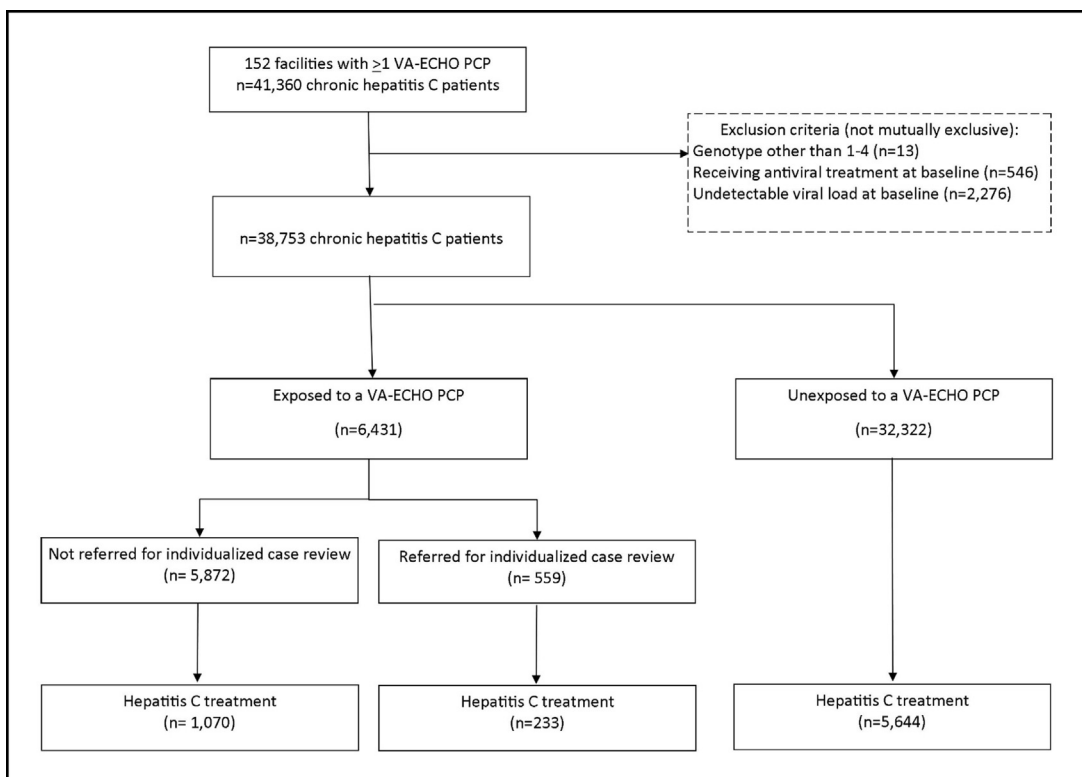 152 facilities with ≥1 VA-ECHO PCP
n=41,360 chronic hepatitis C patients
Exclusion criteria (not mutually exclusive):
Genotype other than 1-4 (n=13)
Receiving antiviral treatment at baseline (n=546)
Undetectable viral load at baseline (n=2,276)
n=38,753 chronic hepatitis C patients
Exposed to a VA-ECHO PCP
(n=6,431)
Unexposed to a VA-ECHO PCP
(n=32,322)
Not referred for individualized case review
(n= 5,872)
Referred for individualized case review
(n= 559)
Hepatitis C treatment
(n= 1,070)
Hepatitis C treatment
(n=233)
Hepatitis C treatment
(n=5,644)